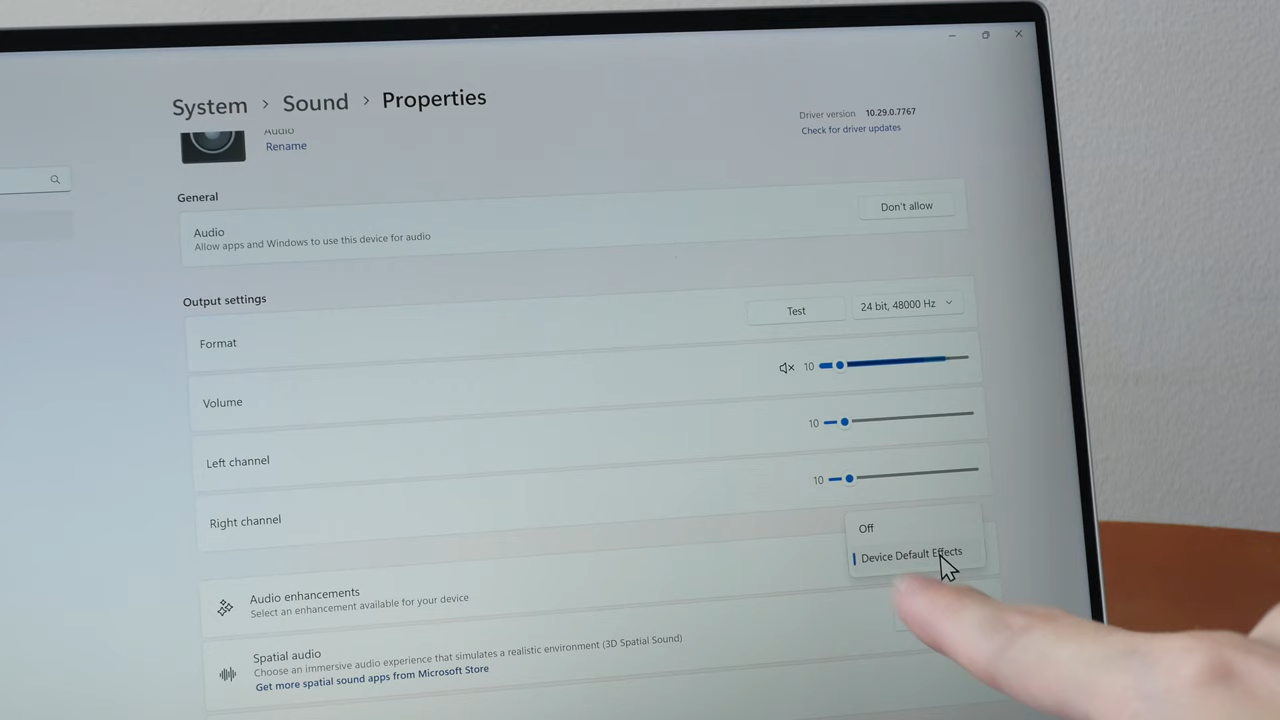 System > Sound > Properties
Audio
Rename
Driver version 10.29.0.7767
Check for driver updates
General
Audio
Allow apps and Windows to use this device for audio
Don't allow
Output settings
Format
Test
24 bit, 48000 Hz
Volume
10
Left channel
10
Right channel
10
Off
Device Default Effects
Audio enhancements
Select an enhancement available for your device
Spatial audio
Choose an immersive audio experience that simulates a realistic environment (3D Spatial Sound)
Get more spatial sound apps from Microsoft Store